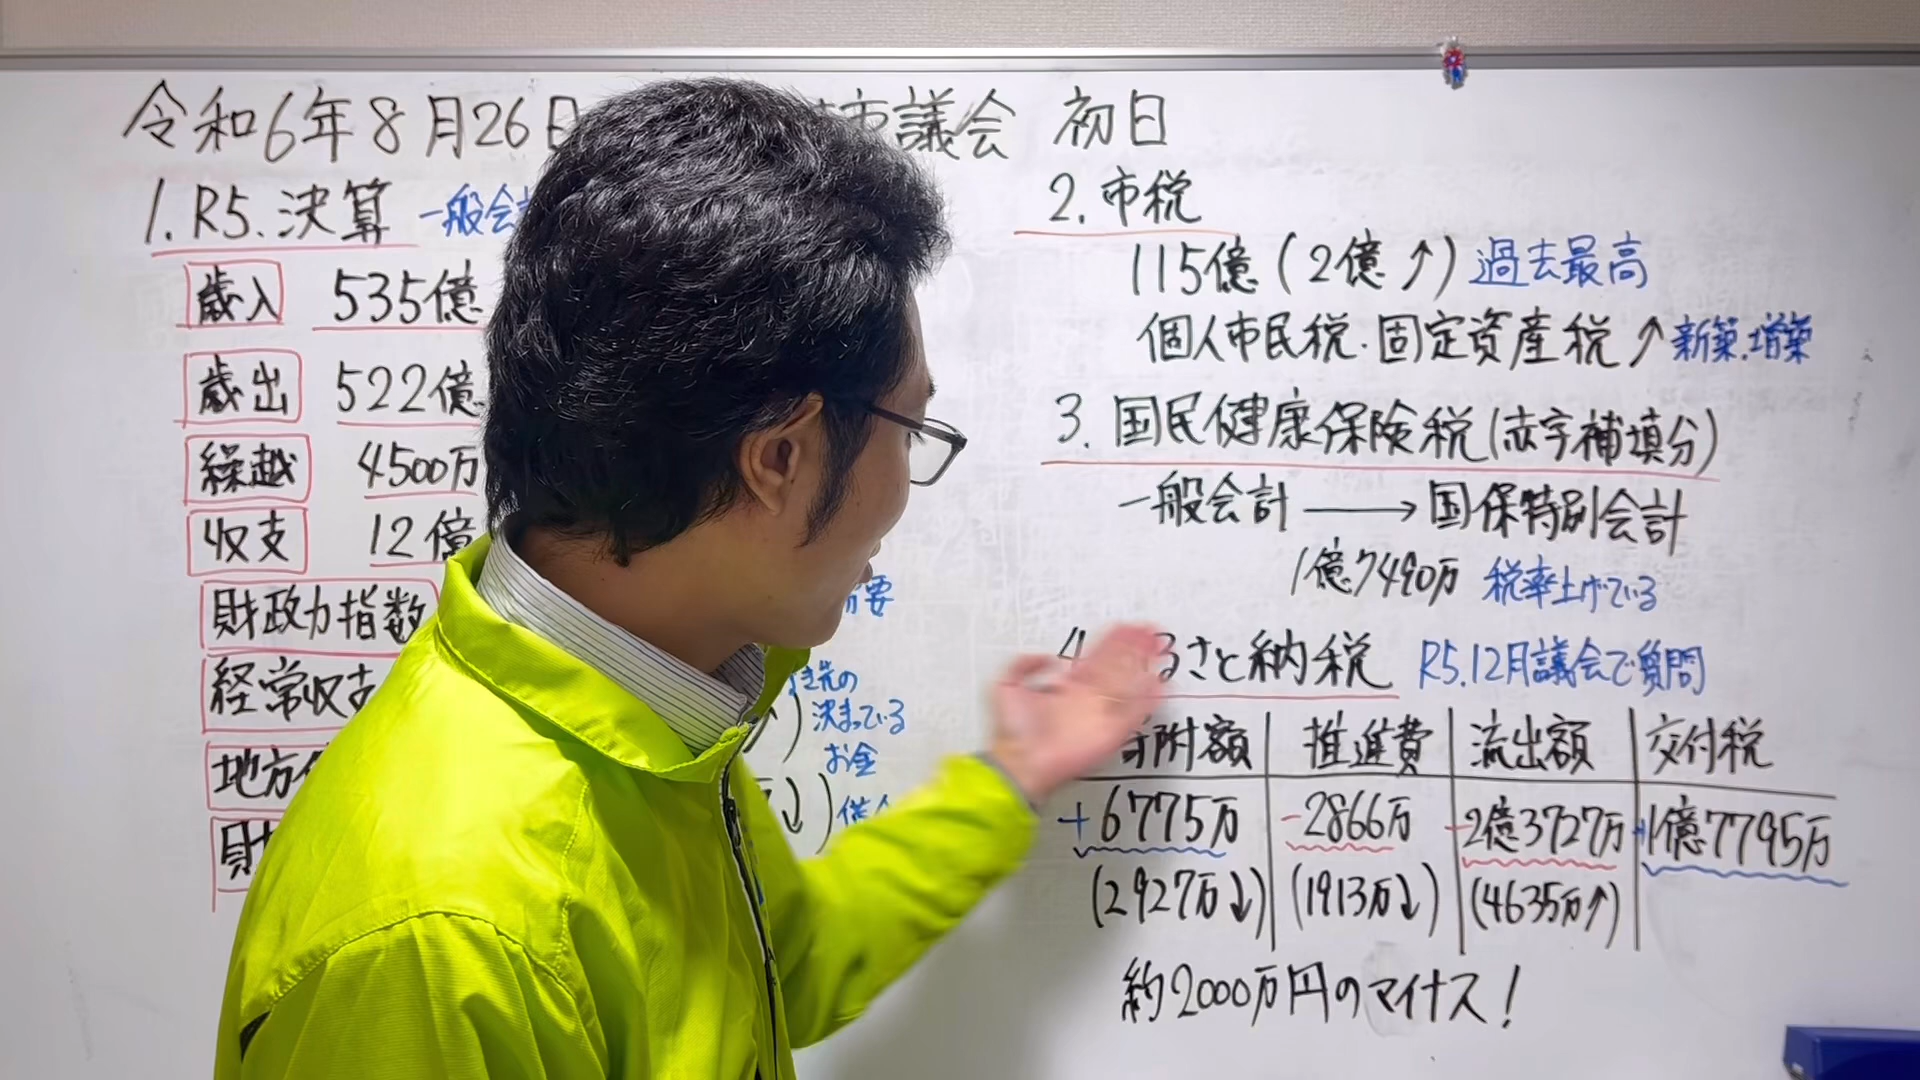 令和6年8月26日 市議会 初日
1. R5. 決算 一般会計
歳入 535億
歳出 522億
繰越 4500万
収支 12億
財政力指数
経常収支
地方
財
需要
決まっている
お金
2. 市税
115億(2億↑)過去最高
個人市民税・固定資産税↗新築.増築
3. 国民健康保険税(赤字補填分)
一般会計→国保特別会計
1億7490万 税率上げている
4. るさと納税 R5.12月議会で質問
寄附額 推進費 流出額 交付税
+6775万 -2866万 -2億3727万 +1億7795万
(2927万↓) (1913万↓) (4635万↑)
約2000万円のマイナス!